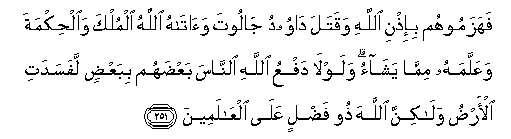 فَهَزَمُوهُم بِإِذۡنِ ٱللَّهِ وَقَتَلَ دَاوُۥدُ جَالُوتَ وَءَاتَىٰهُ ٱللَّهُ ٱلۡمُلۡكَ وَٱلۡحِكۡمَةَ
وَعَلَّمَهُۥ مِمَّا يَشَآءُۗ وَلَوۡلَا دَفۡعُ ٱللَّهِ ٱلنَّاسَ بَعۡضَهُم بِبَعۡضٖ لَّفَسَدَتِ
ٱلۡأَرۡضُ وَلَٰكِنَّ ٱللَّهَ ذُو فَضۡلٍ عَلَى ٱلۡعَٰلَمِينَ ٢٥١